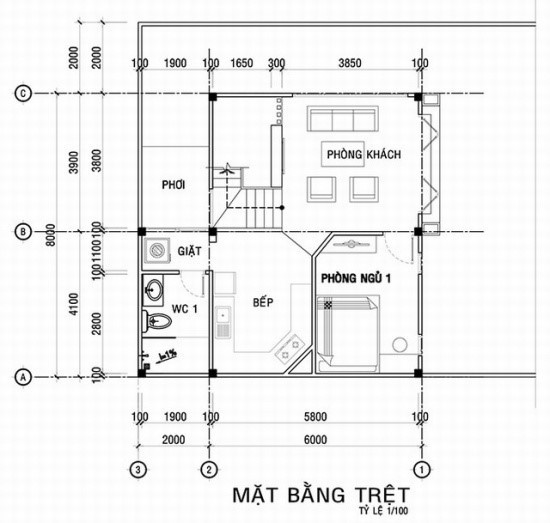 2000
2000
100 1900 100 1650 300 3850 100
C
PHÒNG KHÁCH
3900
3800
PHƠI
8000
B
100
GIẶT
1100
100
PHÒNG NGỦ 1
BẾP
WC 1
4100
2800
i=1%
100
A
100 1900 100 5800 100
2000 6000
3 2 1
MẶT BẰNG TRỆT
TỶ LỆ 1/100